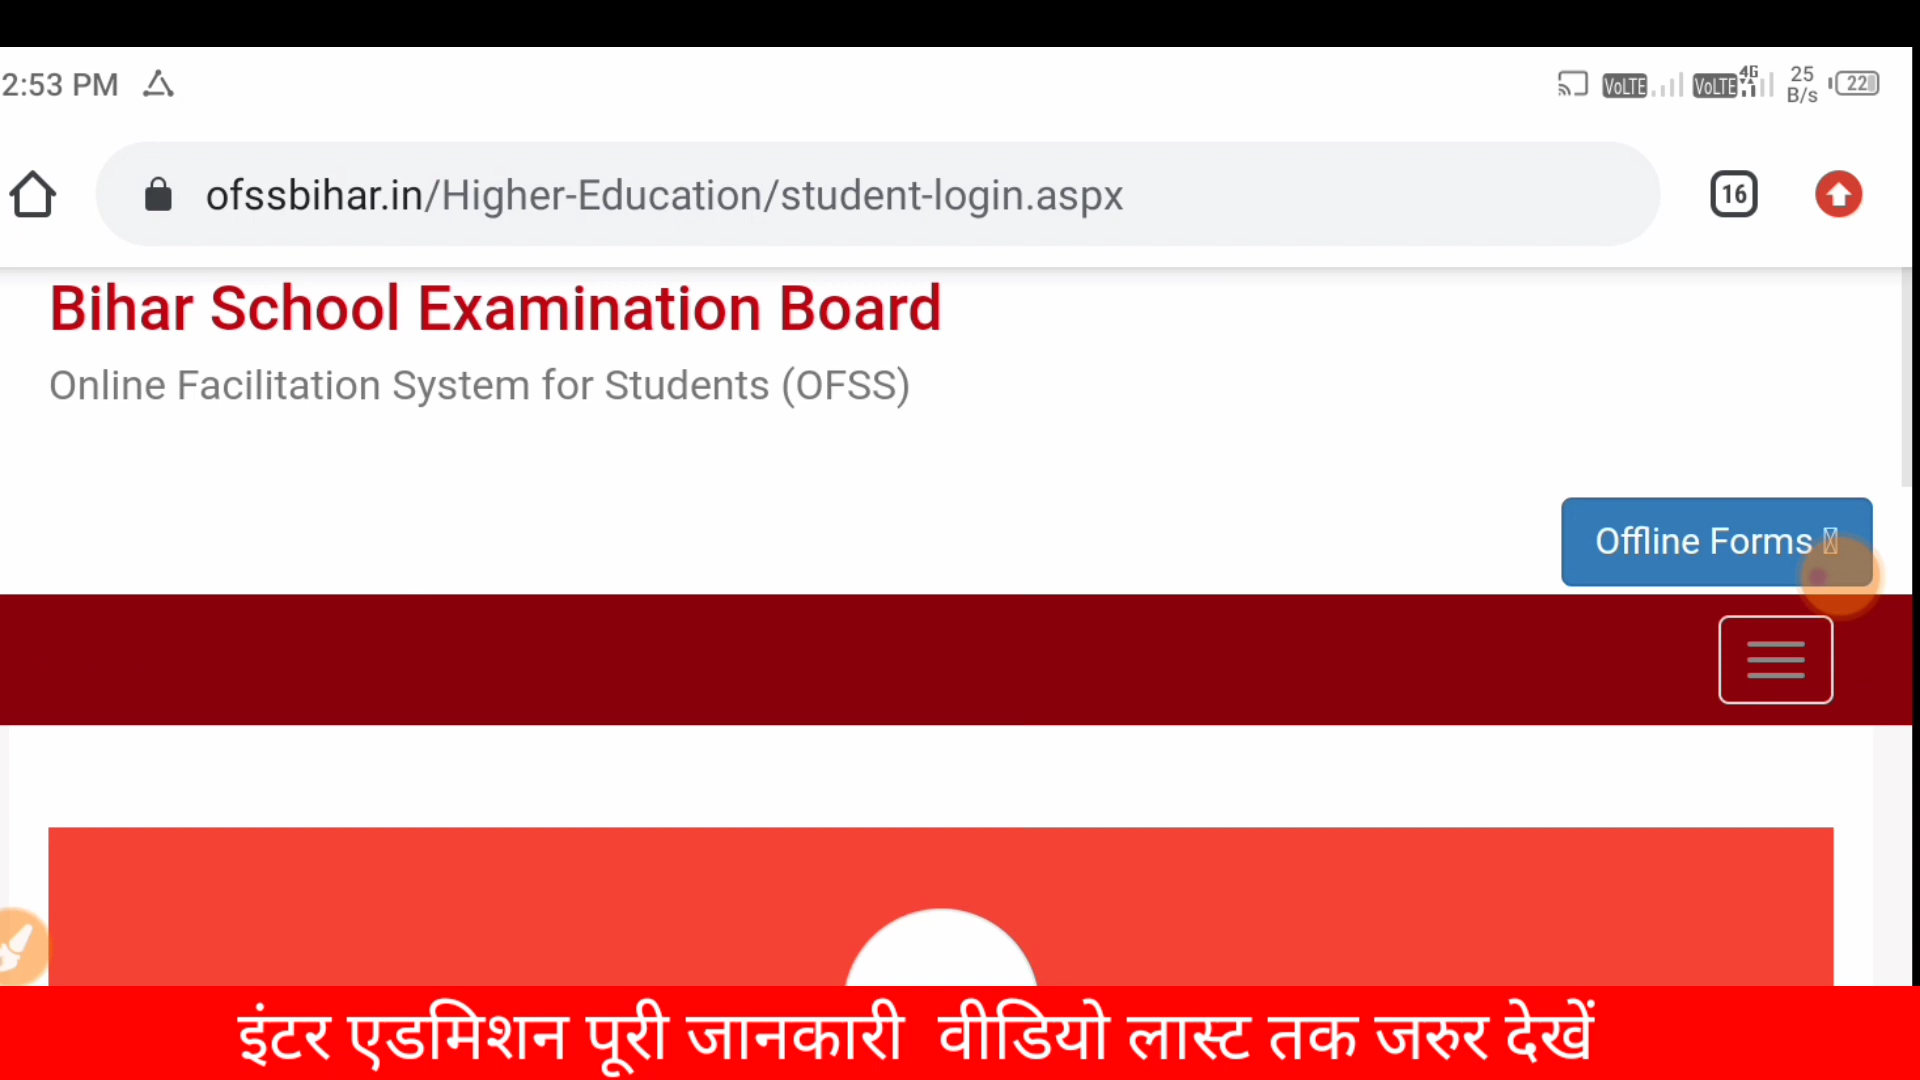 2:53 PM VoLTE VoLTE 4G 25 B/s 22
ofssbihar.in/Higher-Education/student-login.aspx 16
Bihar School Examination Board
Online Facilitation System for Students (OFSS)
Offline Forms
इंटर एडमिशन पूरी जानकारी वीडियो लास्ट तक जरुर देखें